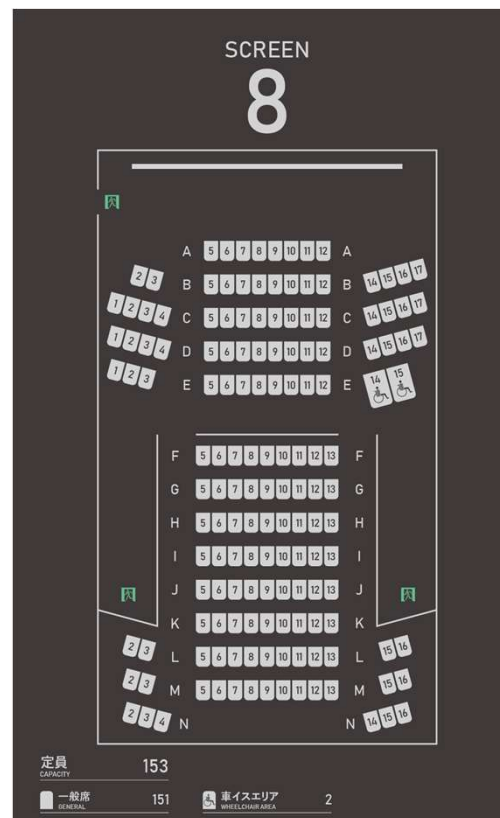 SCREEN
8
A 5 6 7 8 9 10 11 12 A
2 3 B 5 6 7 8 9 10 11 12 B 14 15 16 17
1 2 3 4 C 5 6 7 8 9 10 11 12 C 14 15 16 17
1 2 3 4 D 5 6 7 8 9 10 11 12 D 14 15 16 17
1 2 3 E 5 6 7 8 9 10 11 12 E 14 15
F 5 6 7 8 9 10 11 12 13 F
G 5 6 7 8 9 10 11 12 13 G
H 5 6 7 8 9 10 11 12 13 H
I 5 6 7 8 9 10 11 12 13 I
J 5 6 7 8 9 10 11 12 13 J
K 5 6 7 8 9 10 11 12 13 K
2 3 L 5 6 7 8 9 10 11 12 13 L 15 16
2 3 M 5 6 7 8 9 10 11 12 13 M 15 16
2 3 4 N N 14 15 16
定員 153
CAPACITY
一般席 151 車イスエリア 2
GENERAL WHEELCHAIR AREA